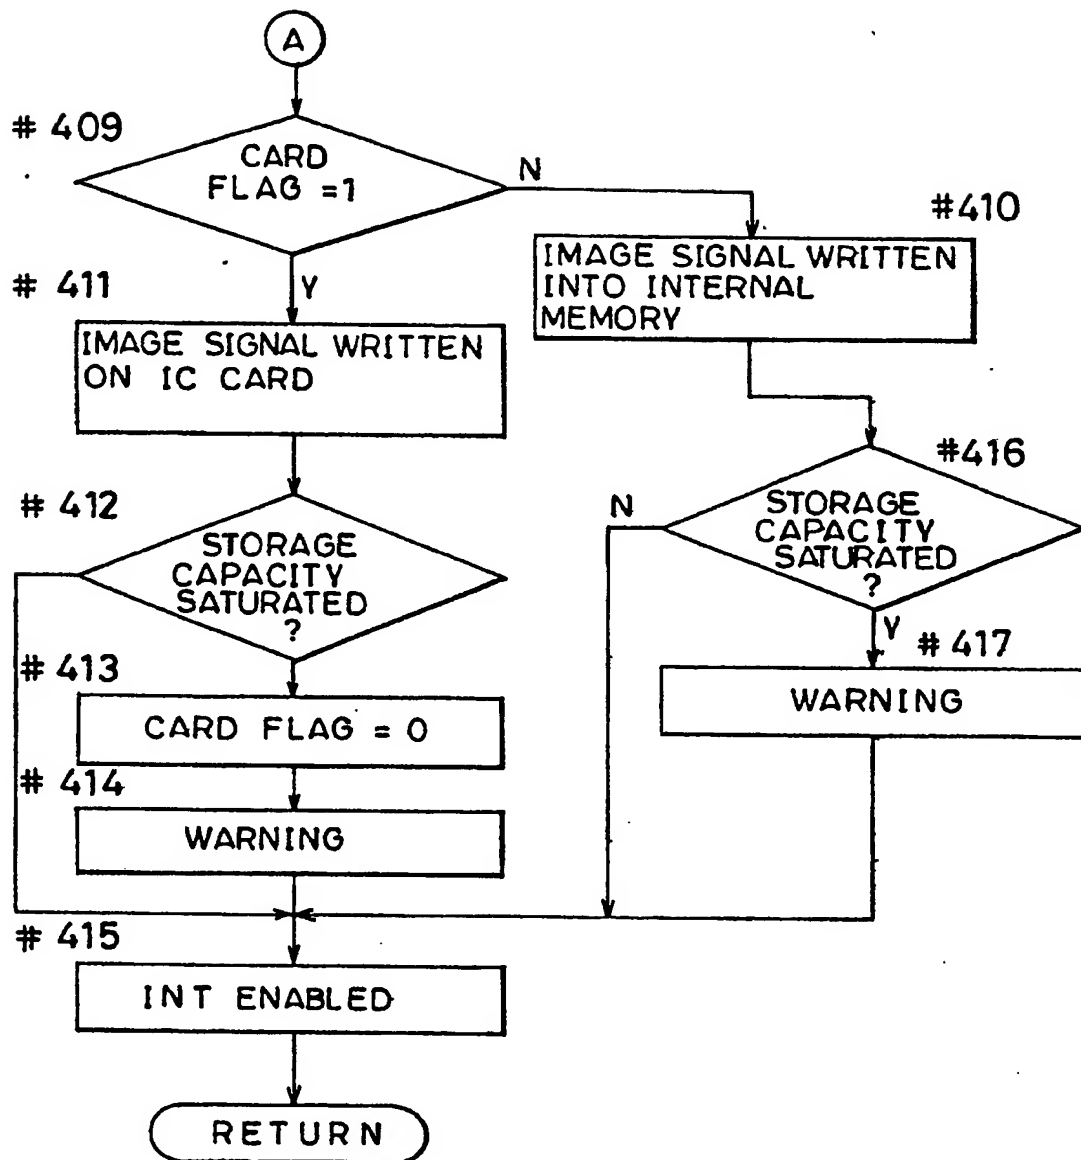 A
# 409
CARD
FLAG =1
N
#410
IMAGE SIGNAL WRITTEN
INTO INTERNAL
MEMORY
# 411
Y
IMAGE SIGNAL WRITTEN
ON IC CARD
# 412
STORAGE
CAPACITY
SATURATED
?
#416
N
STORAGE
CAPACITY
SATURATED
?
Y
# 413
CARD FLAG = 0
# 417
WARNING
# 414
WARNING
# 415
INT ENABLED
RETURN